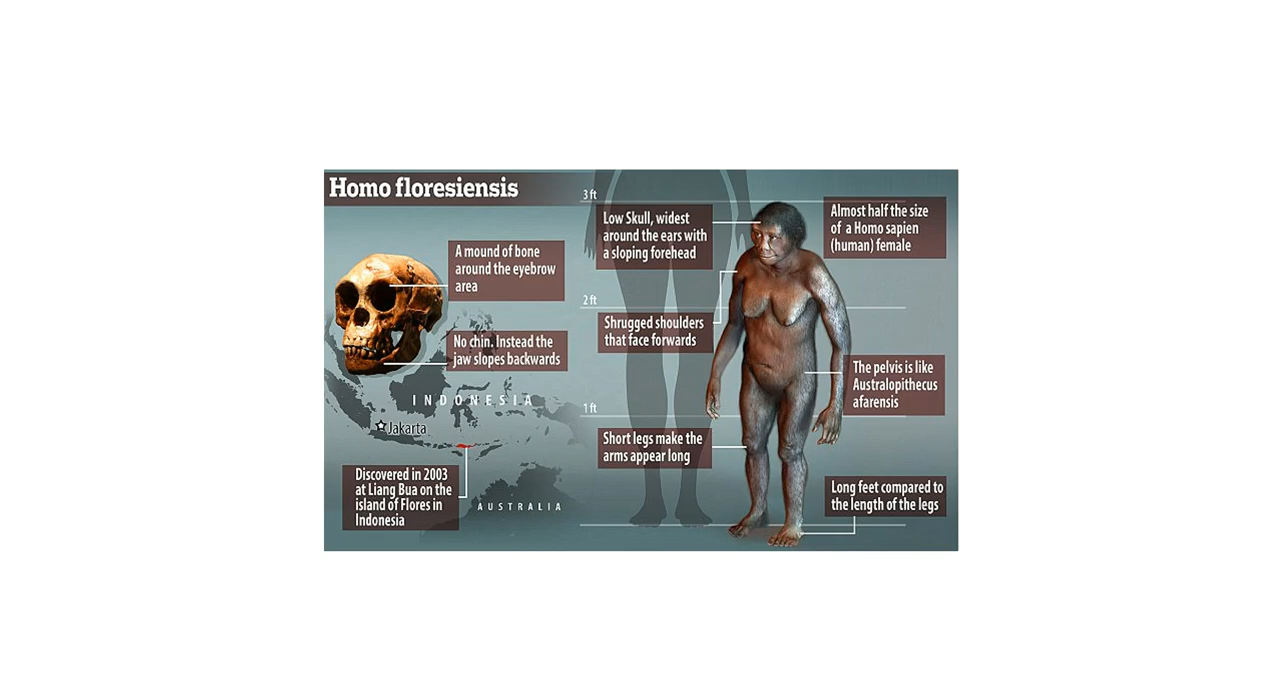 Homo floresiensis
A mound of bone
around the eyebrow
area
No chin. Instead the
jaw slopes backwards
INDONESIA
Jakarta
Discovered in 2003
at Liang Bua on the
island of Flores in
Indonesia
AUSTRALIA
3 ft
Low Skull, widest
around the ears with
a sloping forehead
2 ft
Shrugged shoulders
that face forwards
1 ft
Short legs make the
arms appear long
Almost half the size
of a Homo sapien
(human) female
The pelvis is like
Australopithecus
afarensis
Long feet compared to
the length of the legs